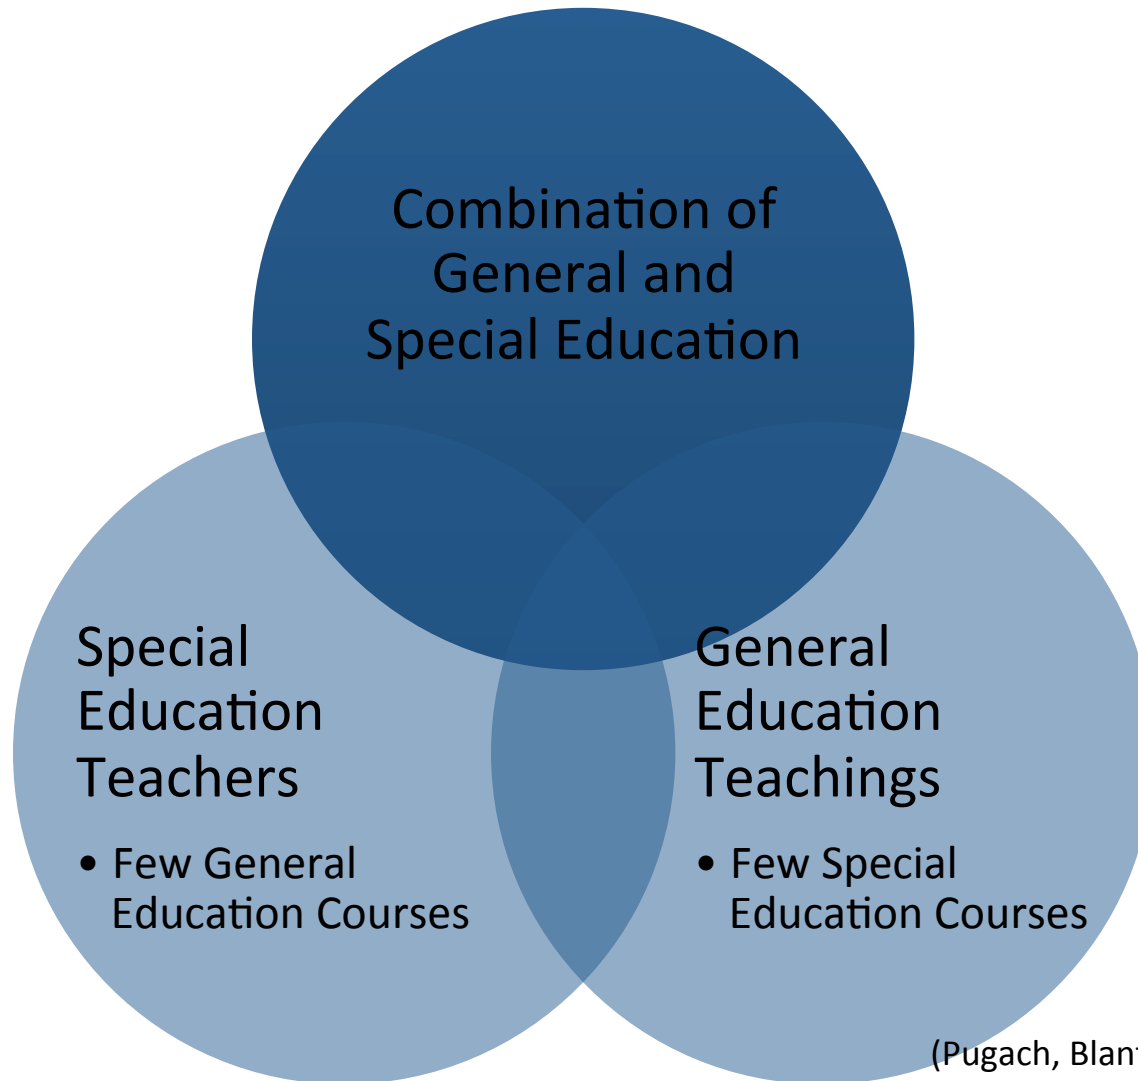 Combination of
General and
Special Education
Special
Education
Teachers
• Few General
Education Courses
General
Education
Teachings
• Few Special
Education Courses
(Pugach,